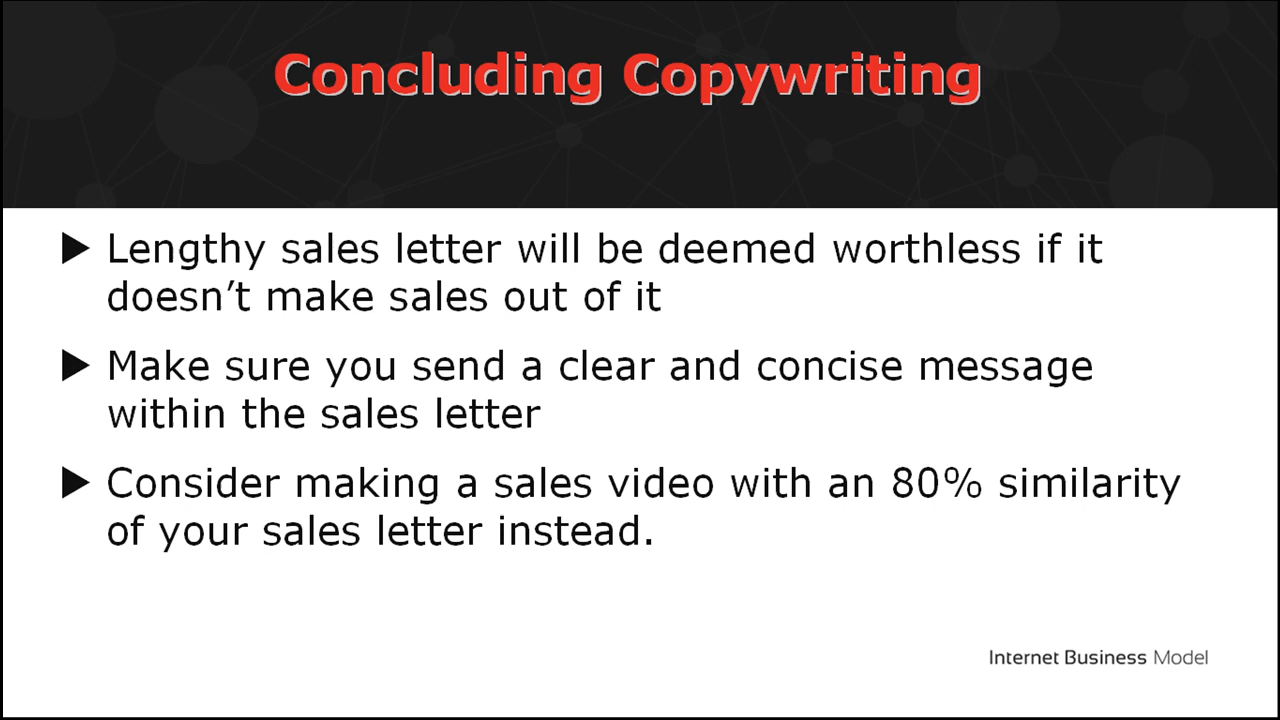 Concluding Copywriting
▶ Lengthy sales letter will be deemed worthless if it
doesn’t make sales out of it
▶ Make sure you send a clear and concise message
within the sales letter
▶ Consider making a sales video with an 80% similarity
of your sales letter instead.
Internet Business Model